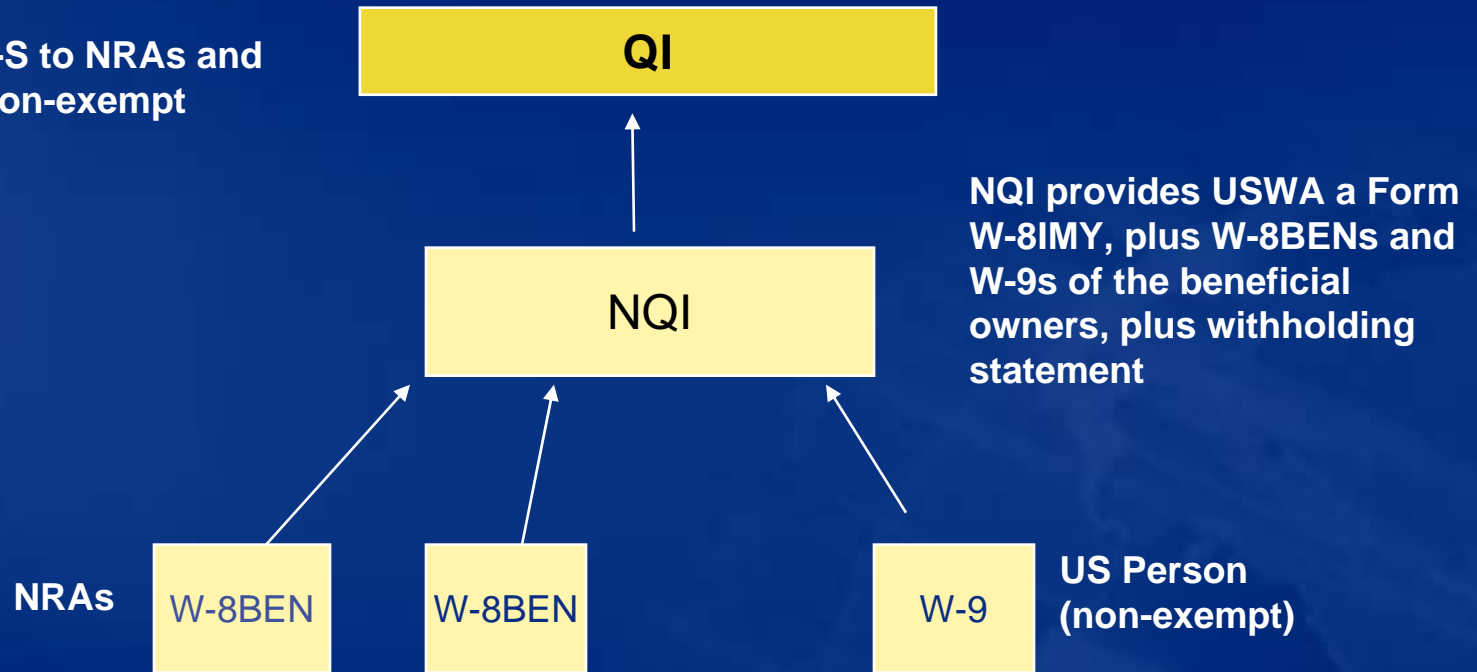 -S to NRAs and
on-exempt
QI
NQI provides USWA a Form
W-8IMY, plus W-8BENs and
W-9s of the beneficial
owners, plus withholding
statement
NQI
NRAs
W-8BEN
W-8BEN
W-9
US Person
(non-exempt)